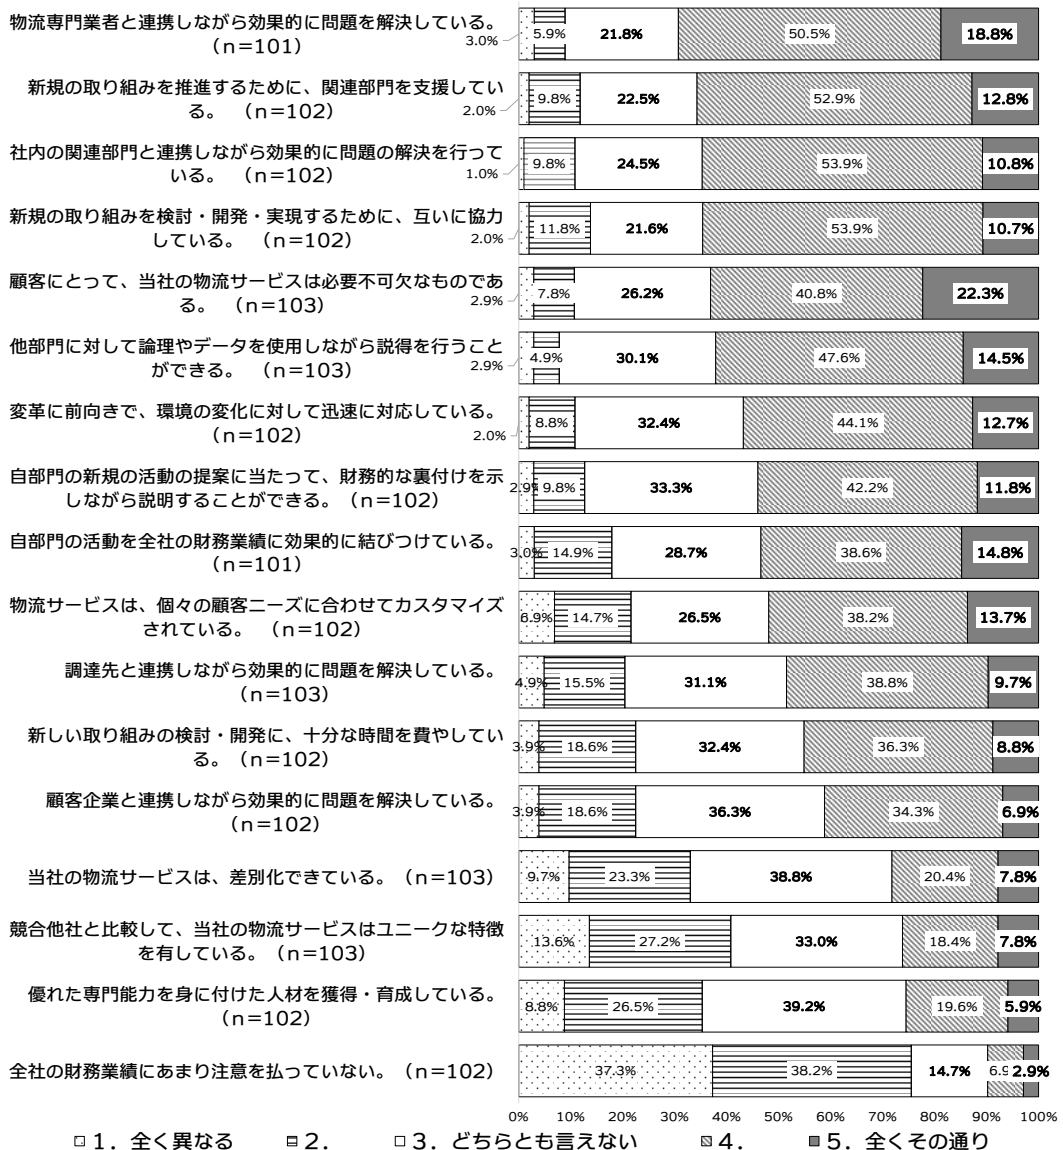 物流専門業者と連携しながら効果的に問題を解決している。
（n=101）
3.0% 5.9% 21.8% 50.5% 18.8%
新規の取り組みを推進するために、関連部門を支援してい
る。 （n=102）
2.0% 9.8% 22.5% 52.9% 12.8%
社内の関連部門と連携しながら効果的に問題の解決を行って
いる。 （n=102）
1.0% 9.8% 24.5% 53.9% 10.8%
新規の取り組みを検討・開発・実現するために、互いに協力
している。 （n=102）
2.0% 11.8% 21.6% 53.9% 10.7%
顧客にとって、当社の物流サービスは必要不可欠なものであ
る。 （n=103）
2.9% 7.8% 26.2% 40.8% 22.3%
他部門に対して論理やデータを使用しながら説得を行うこと
ができる。 （n=103）
2.9% 4.9% 30.1% 47.6% 14.5%
変革に前向きで、環境の変化に対して迅速に対応している。
（n=102）
2.0% 8.8% 32.4% 44.1% 12.7%
自部門の新規の活動の提案に当たって、財務的な裏付けを示
しながら説明することができる。（n=102）
2.9% 9.8% 33.3% 42.2% 11.8%
自部門の活動を全社の財務業績に効果的に結びつけている。
（n=101）
3.0% 14.9% 28.7% 38.6% 14.8%
物流サービスは、個々の顧客ニーズに合わせてカスタマイズ
されている。 （n=102）
6.9% 14.7% 26.5% 38.2% 13.7%
調達先と連携しながら効果的に問題を解決している。
（n=103）
4.9% 15.5% 31.1% 38.8% 9.7%
新しい取り組みの検討・開発に、十分な時間を費やしてい
る。（n=102）
3.9% 18.6% 32.4% 36.3% 8.8%
顧客企業と連携しながら効果的に問題を解決している。
（n=102）
3.9% 18.6% 36.3% 34.3% 6.9%
当社の物流サービスは、差別化できている。（n=103）
9.7% 23.3% 38.8% 20.4% 7.8%
競合他社と比較して、当社の物流サービスはユニークな特徴
を有している。（n=103）
13.6% 27.2% 33.0% 18.4% 7.8%
優れた専門能力を身に付けた人材を獲得・育成している。
（n=102）
8.8% 26.5% 39.2% 19.6% 5.9%
全社の財務業績にあまり注意を払っていない。（n=102）
37.3% 38.2% 14.7% 2.9%
0% 10% 20% 30% 40% 50% 60% 70% 80% 90% 100%
1．全く異なる 2． 3．どちらとも言えない 4． 5．全くその通り